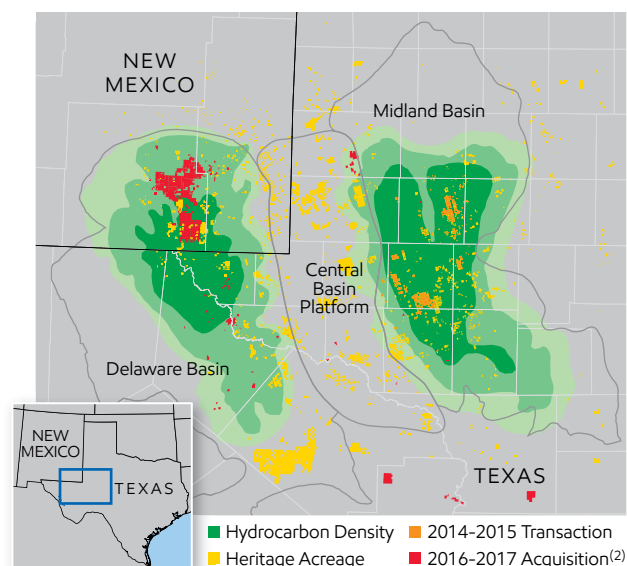 NEW
MEXICO
Midland Basin
Central
Basin
Platform
Delaware Basin
NEW
MEXICO
TEXAS
TEXAS
Hydrocarbon Density
2014-2015 Transaction
Heritage Acreage
2016-2017 Acquisition(2)